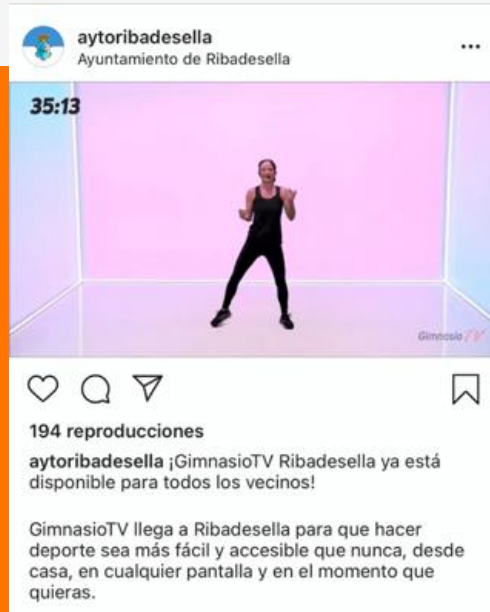 aytoribadesella
Ayuntamiento de Ribadesella
35:13
GimnasioTV
194 reproducciones
aytoribadesella ¡GimnasioTV Ribadesella ya está
disponible para todos los vecinos!
GimnasioTV llega a Ribadesella para que hacer
deporte sea más fácil y accesible que nunca, desde
casa, en cualquier pantalla y en el momento que
quieras.